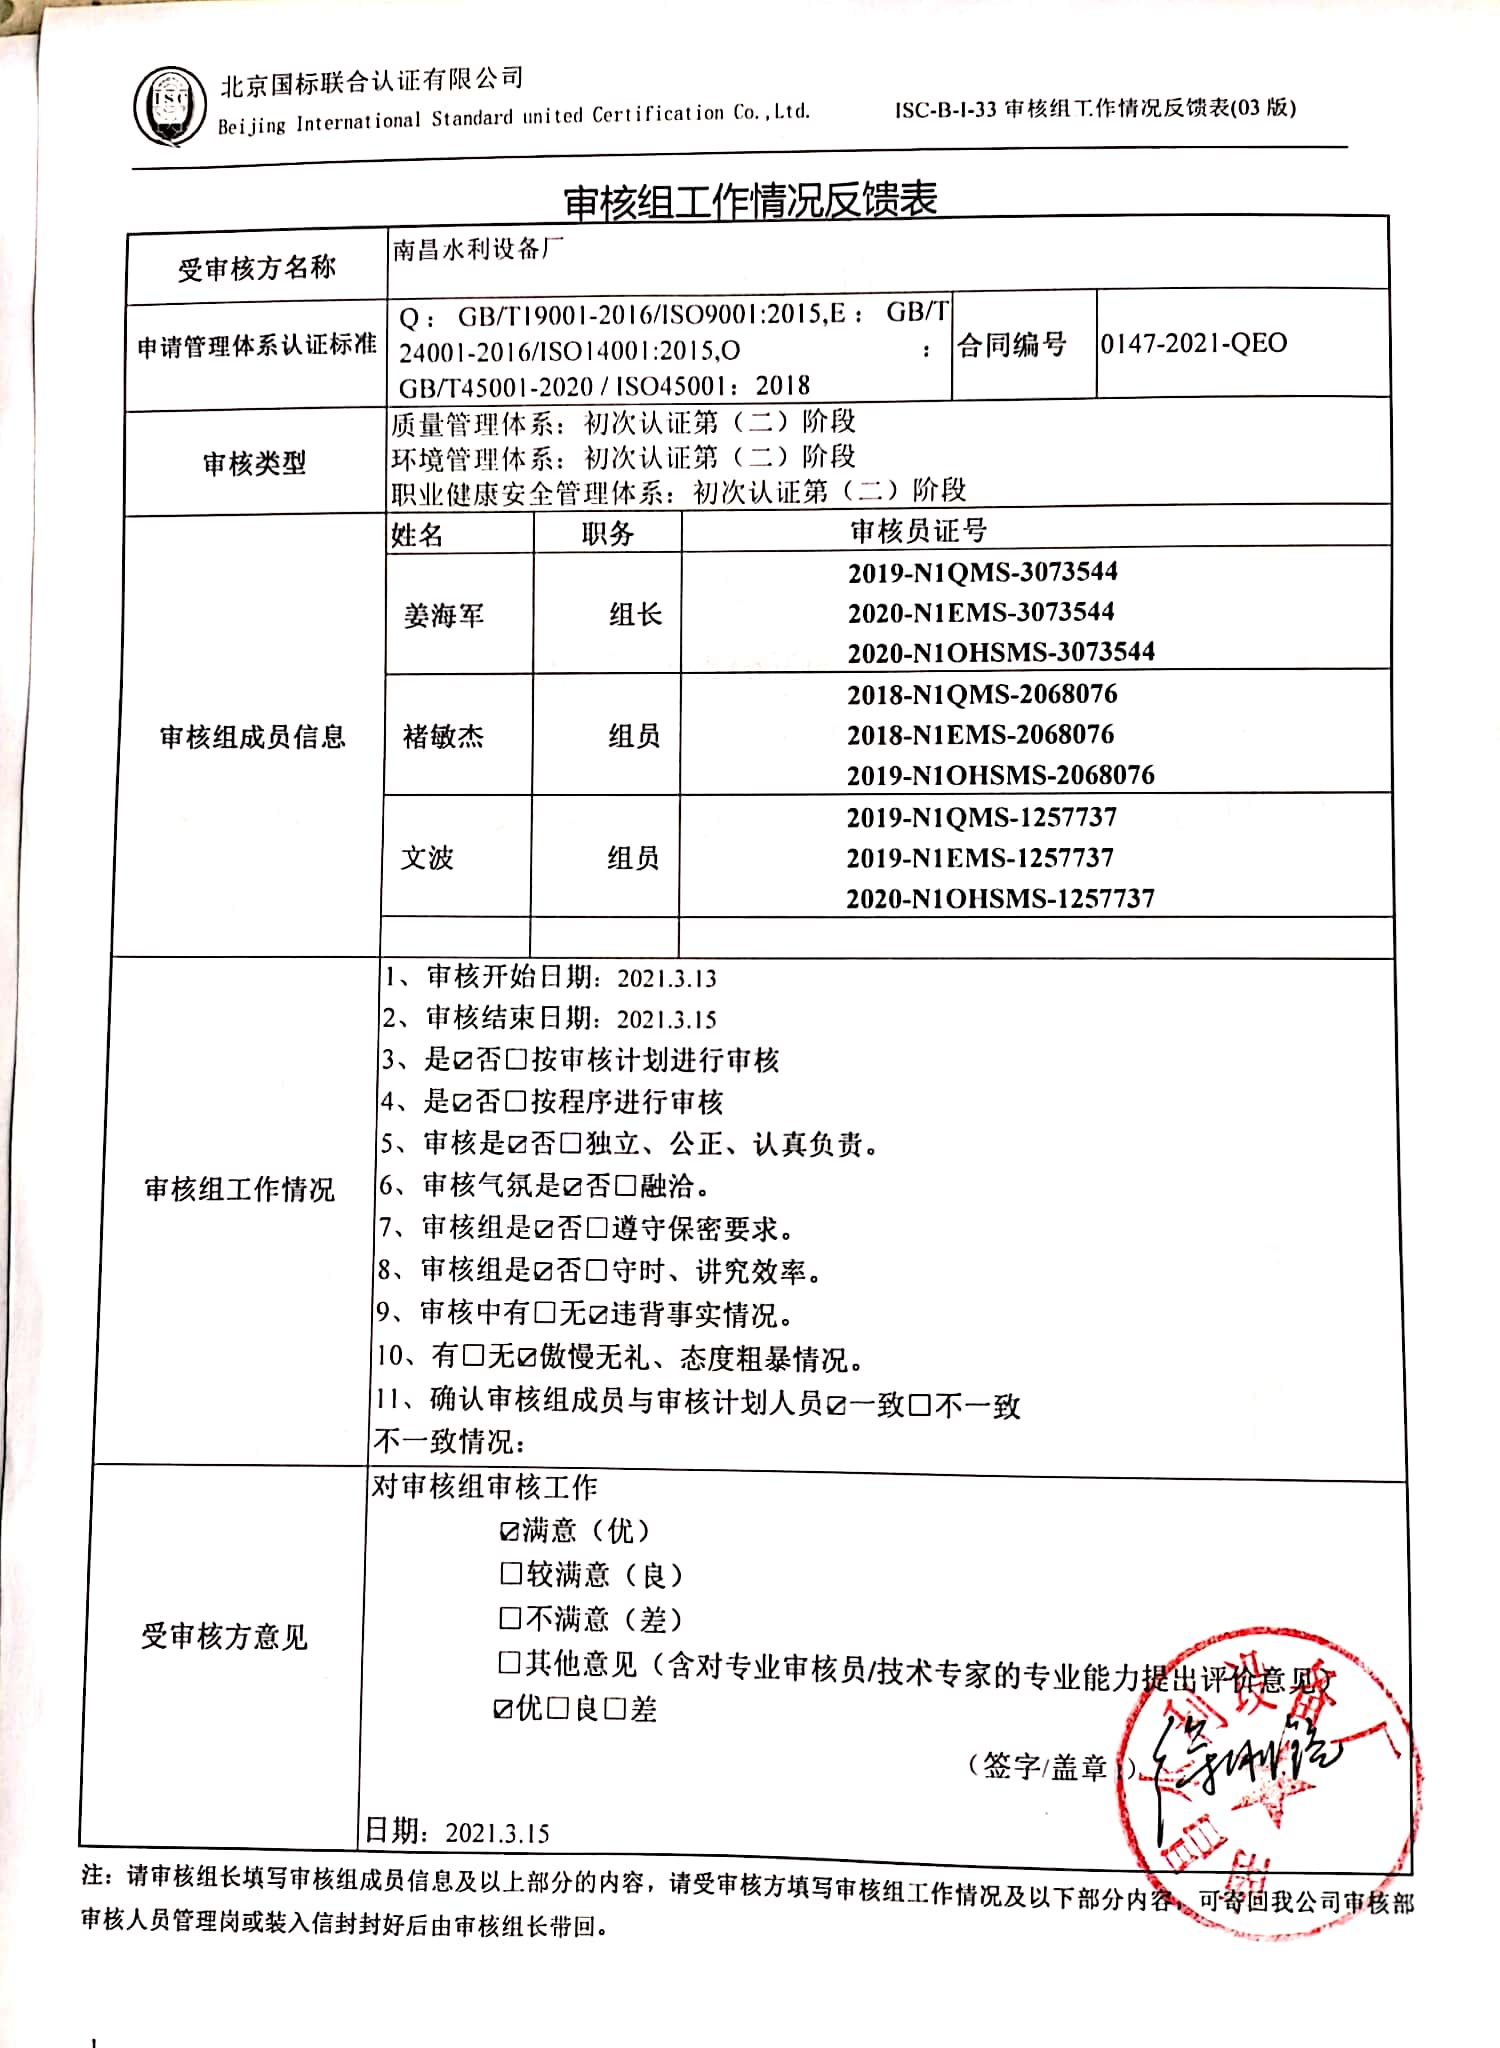 北京国标联合认证有限公司
Beijing International Standard united Certification Co.,Ltd.
ISC-B-I-33 审核组工作情况反馈表(03 版)
ISC
审核组工作情况反馈表
受审核方名称
南昌水利设备厂
申请管理体系认证标准
Q： GB/T19001-2016/ISO9001:2015,E： GB/T
24001-2016/ISO14001:2015,O ：
GB/T45001-2020 / ISO45001：2018
合同编号
0147-2021-QEO
审核类型
质量管理体系：初次认证第（二）阶段
环境管理体系：初次认证第（二）阶段
职业健康安全管理体系：初次认证第（二）阶段
审核组成员信息
姓名 职务 审核员证号
姜海军 组长
2019-N1QMS-3073544
2020-N1EMS-3073544
2020-N1OHSMS-3073544
褚敏杰 组员
2018-N1QMS-2068076
2018-N1EMS-2068076
2019-N1OHSMS-2068076
文波 组员
2019-N1QMS-1257737
2019-N1EMS-1257737
2020-N1OHSMS-1257737
审核组工作情况
1、审核开始日期：2021.3.13
2、审核结束日期：2021.3.15
3、是☑否☐按审核计划进行审核
4、是☑否☐按程序进行审核
5、审核是☑否☐独立、公正、认真负责。
6、审核气氛是☑否☐融洽。
7、审核组是☑否☐遵守保密要求。
8、审核组是☑否☐守时、讲究效率。
9、审核中有☐无☑违背事实情况。
10、有☐无☑傲慢无礼、态度粗暴情况。
11、确认审核组成员与审核计划人员☑一致☐不一致
不一致情况：
受审核方意见
对审核组审核工作
☑满意（优）
☐较满意（良）
☐不满意（差）
☐其他意见（含对专业审核员/技术专家的专业能力提出评价意见）
☑优☐良☐差
（签字/盖章）
南昌水利设备厂
日期：2021.3.15
注：请审核组长填写审核组成员信息及以上部分的内容，请受审核方填写审核组工作情况及以下部分内容，可寄回我公司审核部
审核人员管理岗或装入信封封好后由审核组长带回。